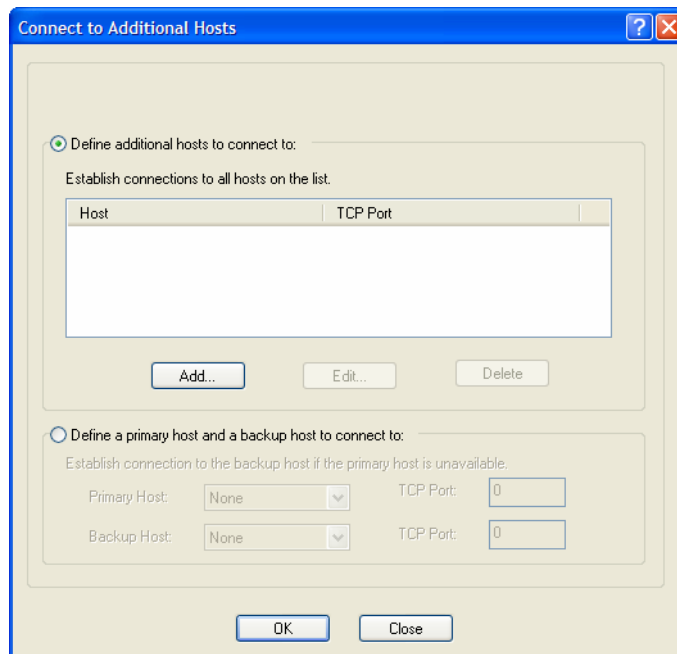 Connect to Additional Hosts
Define additional hosts to connect to:
Establish connections to all hosts on the list.
Host TCP Port
Add... Edit... Delete
Define a primary host and a backup host to connect to:
Establish connection to the backup host if the primary host is unavailable.
Primary Host: None TCP Port: 0
Backup Host: None TCP Port: 0
OK Close